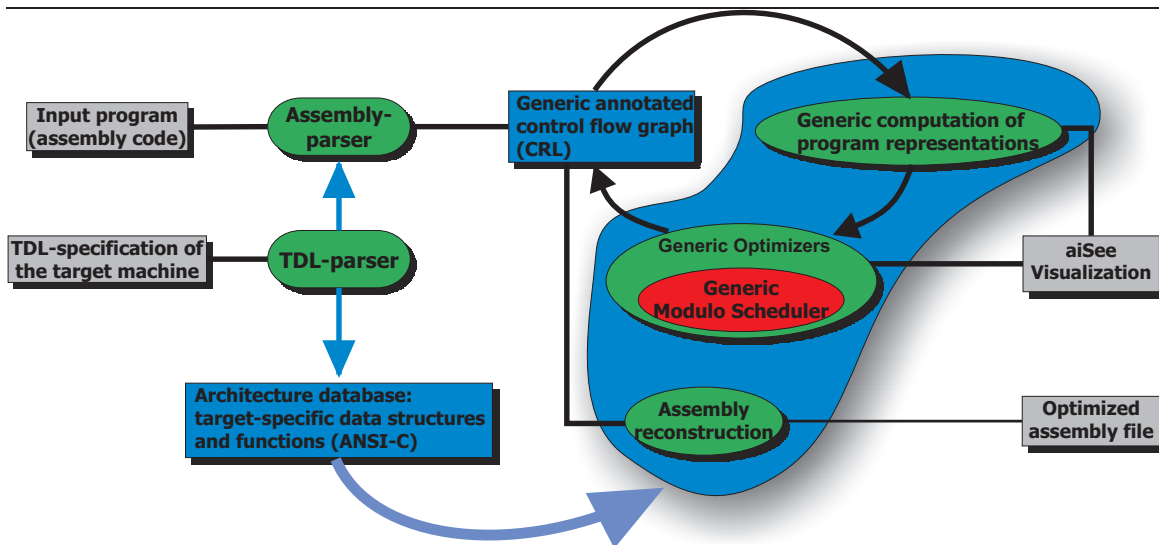 Input program
(assembly code)
Assembly-
parser
Generic annotated
control flow graph
(CRL)
Generic computation of
program representations
TDL-specification of
the target machine
TDL-parser
Generic Optimizers
Generic
Modulo Scheduler
aiSee
Visualization
Architecture database:
target-specific data structures
and functions (ANSI-C)
Assembly
reconstruction
Optimized
assembly file